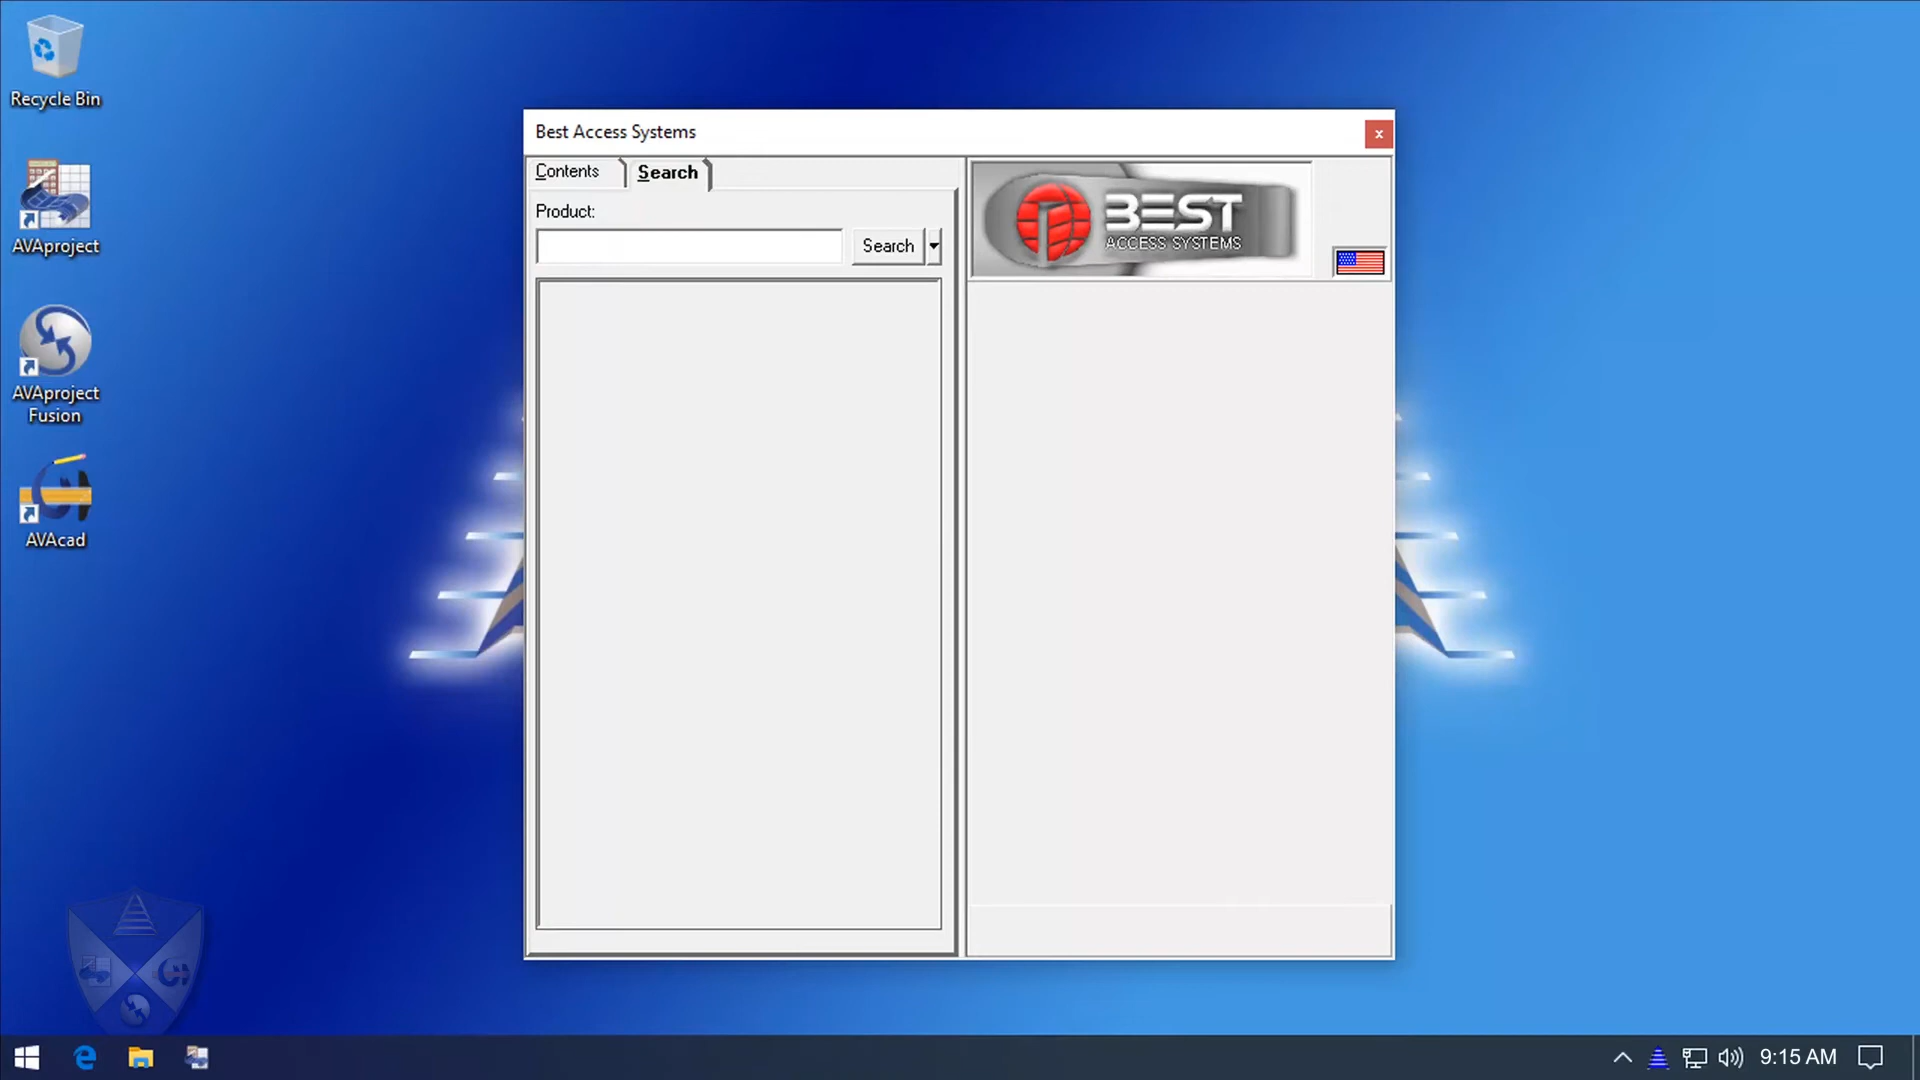 Recycle Bin
AVAproject
AVAproject
Fusion
AVAcad
Best Access Systems
x
Contents
Search
Product:
Search
BEST
ACCESS SYSTEMS
9:15 AM